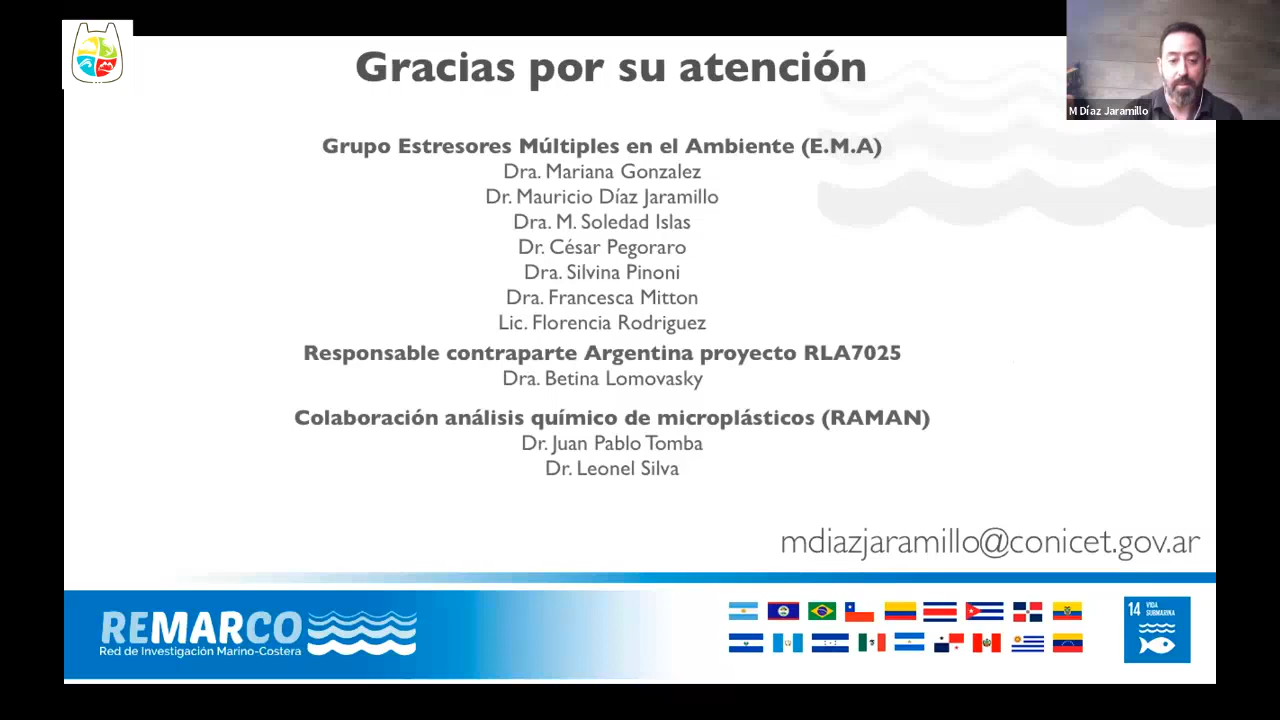 Gracias por su atención
M Díaz Jaramillo
Grupo Estresores Múltiples en el Ambiente (E.M.A)
Dra. Mariana Gonzalez
Dr. Mauricio Díaz Jaramillo
Dra. M. Soledad Islas
Dr. César Pegoraro
Dra. Silvina Pinoni
Dra. Francesca Mitton
Lic. Florencia Rodriguez
Responsable contraparte Argentina proyecto RLA7025
Dra. Betina Lomovasky
Colaboración análisis químico de microplásticos (RAMAN)
Dr. Juan Pablo Tomba
Dr. Leonel Silva
mdiazjaramillo@conicet.gov.ar
REMARCO
Red de Investigación Marino-Costera
14 VIDA
SUBMARINA